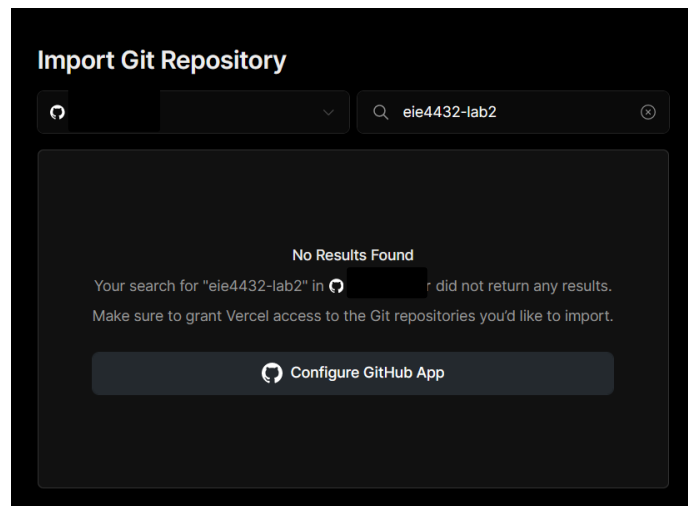 Import Git Repository
eie4432-lab2
No Results Found
Your search for "eie4432-lab2" in r did not return any results.
Make sure to grant Vercel access to the Git repositories you'd like to import.
Configure GitHub App